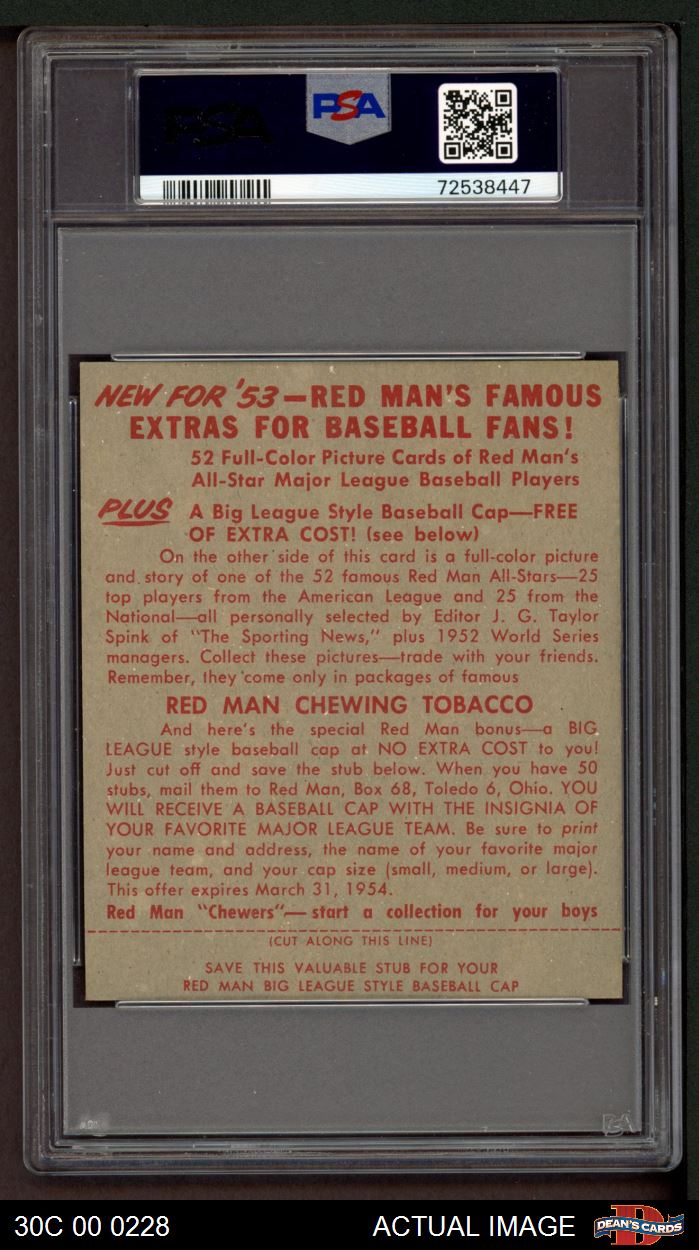 PSA
PSA
72538447
NEW FOR '53—RED MAN'S FAMOUS
EXTRAS FOR BASEBALL FANS!
52 Full-Color Picture Cards of Red Man's
All-Star Major League Baseball Players
PLUS A Big League Style Baseball Cap—FREE
OF EXTRA COST! (see below)
On the other side of this card is a full-color picture
and story of one of the 52 famous Red Man All-Stars—25
top players from the American League and 25 from the
National—all personally selected by Editor J. G. Taylor
Spink of "The Sporting News," plus 1952 World Series
managers. Collect these pictures—trade with your friends.
Remember, they come only in packages of famous
RED MAN CHEWING TOBACCO
And here's the special Red Man bonus—a BIG
LEAGUE style baseball cap at NO EXTRA COST to you!
Just cut off and save the stub below. When you have 50
stubs, mail them to Red Man, Box 68, Toledo 6, Ohio. YOU
WILL RECEIVE A BASEBALL CAP WITH THE INSIGNIA OF
YOUR FAVORITE MAJOR LEAGUE TEAM. Be sure to print
your name and address, the name of your favorite major
league team, and your cap size (small, medium, or large).
This offer expires March 31, 1954.
Red Man "Chewers"—start a collection for your boys
(CUT ALONG THIS LINE)
SAVE THIS VALUABLE STUB FOR YOUR
RED MAN BIG LEAGUE STYLE BASEBALL CAP
PSA
30C 00 0228 ACTUAL IMAGE DEAN'S CARDS